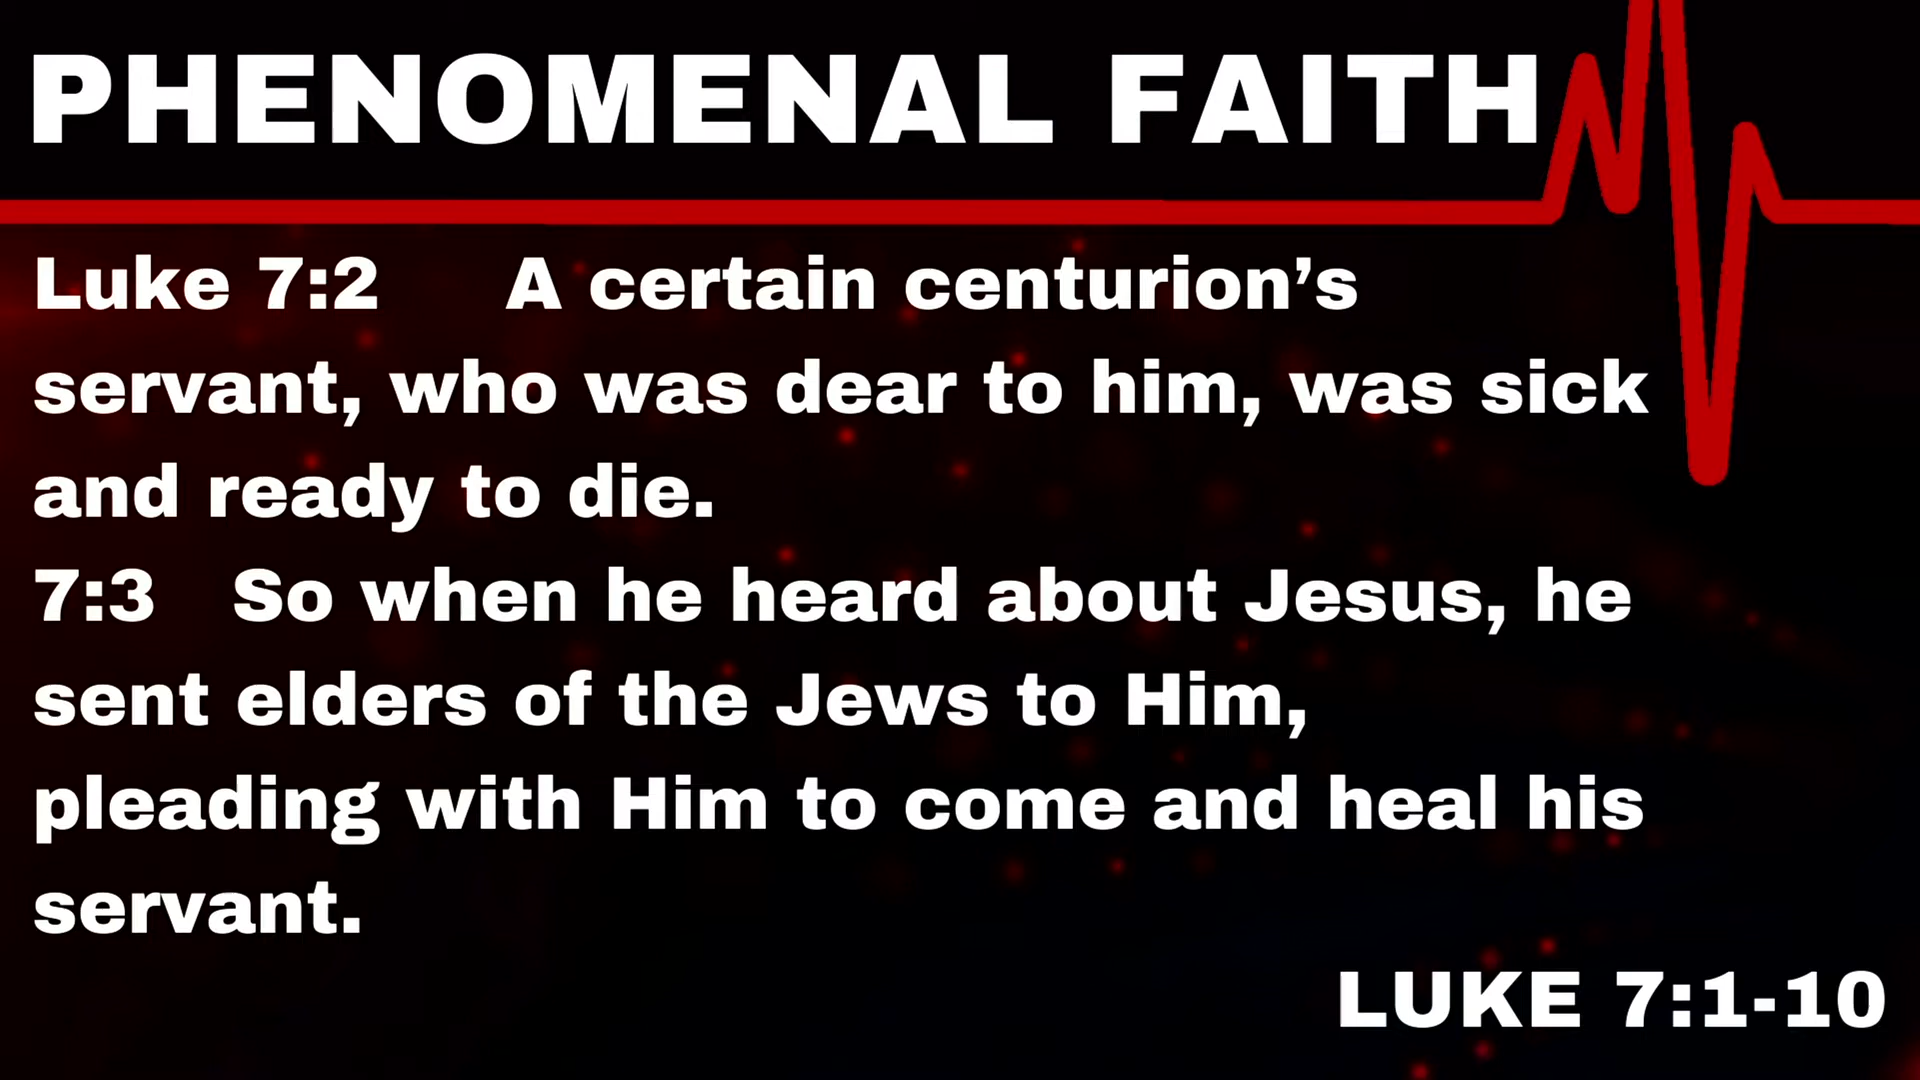 PHENOMENAL FAITH
Luke 7:2 A certain centurion’s
servant, who was dear to him, was sick
and ready to die.
7:3 So when he heard about Jesus, he
sent elders of the Jews to Him,
pleading with Him to come and heal his
servant.
LUKE 7:1-10